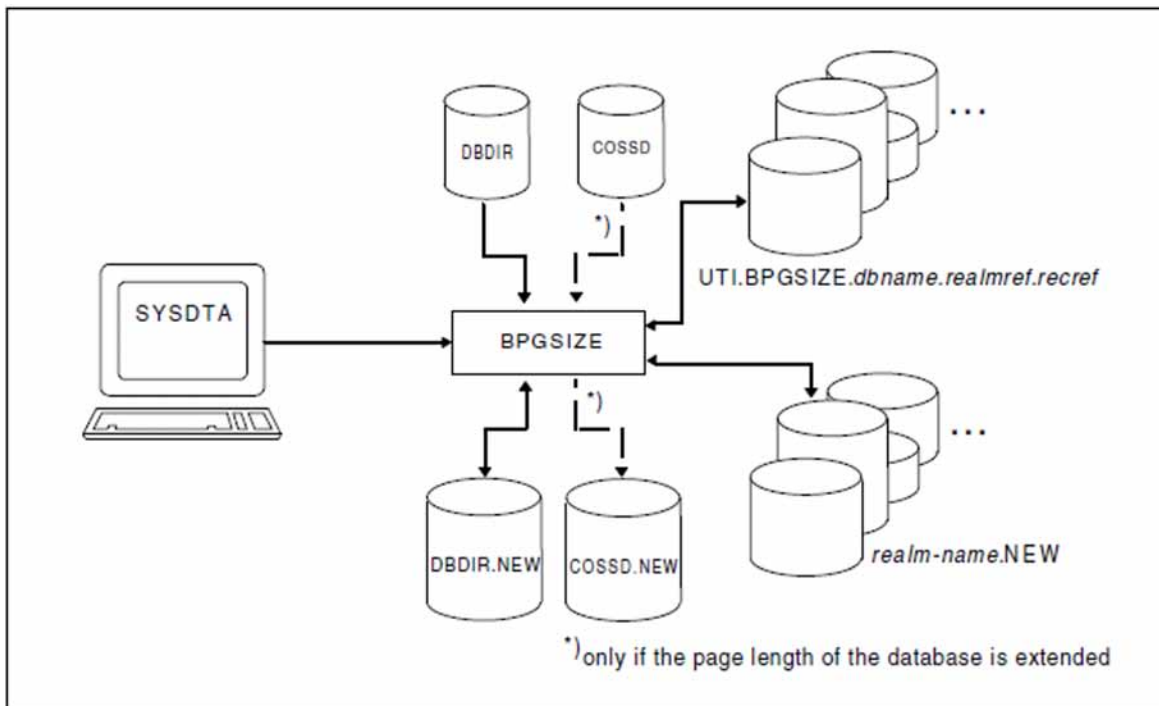 DBDIR
COSSD
...
*)
UTI.BPGSIZE.dbname.realmref.recref
SYSDTA
BPGSIZE
*)
...
DBDIR.NEW
COSSD.NEW
realm-name.NEW
*)only if the page length of the database is extended